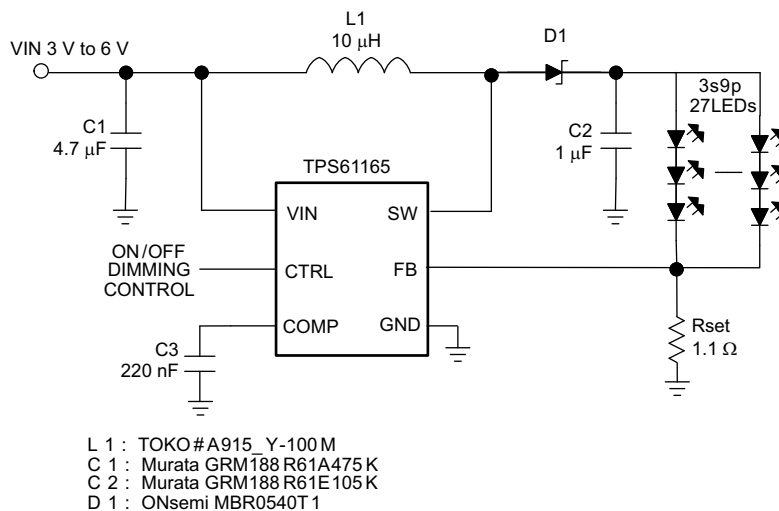 L1
10 μH
D1
VIN 3 V to 6 V
3s9p
27LEDs
C1
4.7 μF
C2
1 μF
TPS61165
VIN
SW
ON/OFF
DIMMING
CONTROL
CTRL
FB
COMP
GND
C3
220 nF
Rset
1.1 Ω
L 1 : TOKO #A915_Y-100 M
C 1 : Murata GRM188 R61A475 K
C 2 : Murata GRM188 R61E105 K
D 1 : ONsemi MBR0540T 1